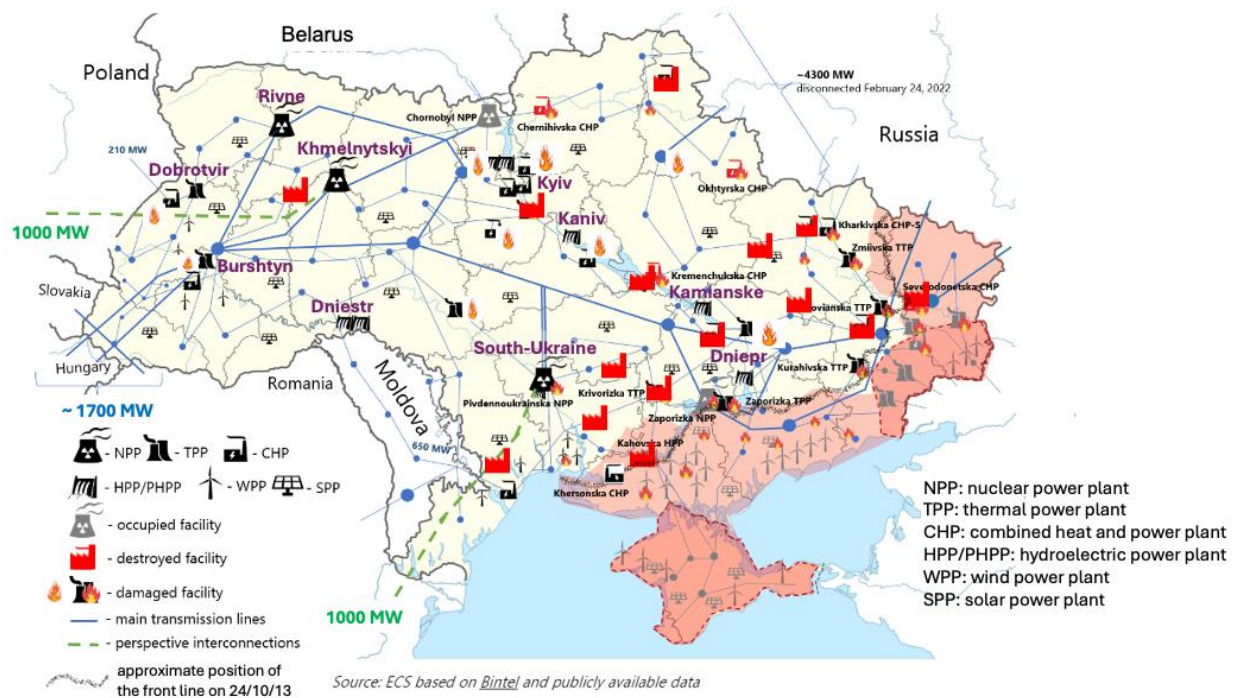 Belarus
Poland
~4300 MW
disconnected February 24, 2022
Rivne
Chornobyl NPP
Chernihivska CHP
Russia
Khmelnytskyi
210 MW
Dobrotvir
Kyiv
Okhtyrska CHP
1000 MW
Kaniv
Kharkivska CHP-5
Zmiivska TTP
Burshtyn
Kremenchukska CHP
Slovakia
Kamianske
Severodonetska CHP
Dniestr
ovianska TTP
Hungary
Romania
Moldova
South-Ukraine
Dniepr
Kurahivska TTP
Pivdennoukrainska NPP
Krivorizka TTP
Zaporizka NPP
Zaporizka TPP
~ 1700 MW
650 MW
Kahovska HPP
Khersonska CHP
- NPP
- TPP
- CHP
- HPP/PHPP
- WPP
- SPP
- occupied facility
- destroyed facility
- damaged facility
- main transmission lines
- perspective interconnections
approximate position of
the front line on 24/10/13
1000 MW
NPP: nuclear power plant
TPP: thermal power plant
CHP: combined heat and power plant
HPP/PHPP: hydroelectric power plant
WPP: wind power plant
SPP: solar power plant
Source: ECS based on Bintel and publicly available data